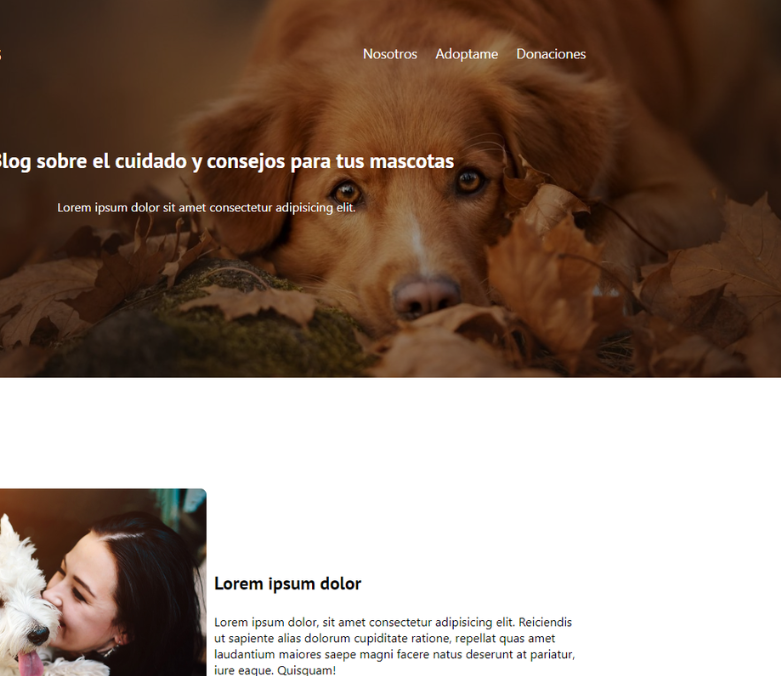 Nosotros Adoptame Donaciones
log sobre el cuidado y consejos para tus mascotas
Lorem ipsum dolor sit amet consectetur adipisicing elit.
Lorem ipsum dolor
Lorem ipsum dolor, sit amet consectetur adipisicing elit. Reiciendis
ut sapiente alias dolorum cupiditate ratione, repellat quas amet
laudantium maiores saepe magni facere natus deserunt at pariatur,
iure eaque. Quisquam!